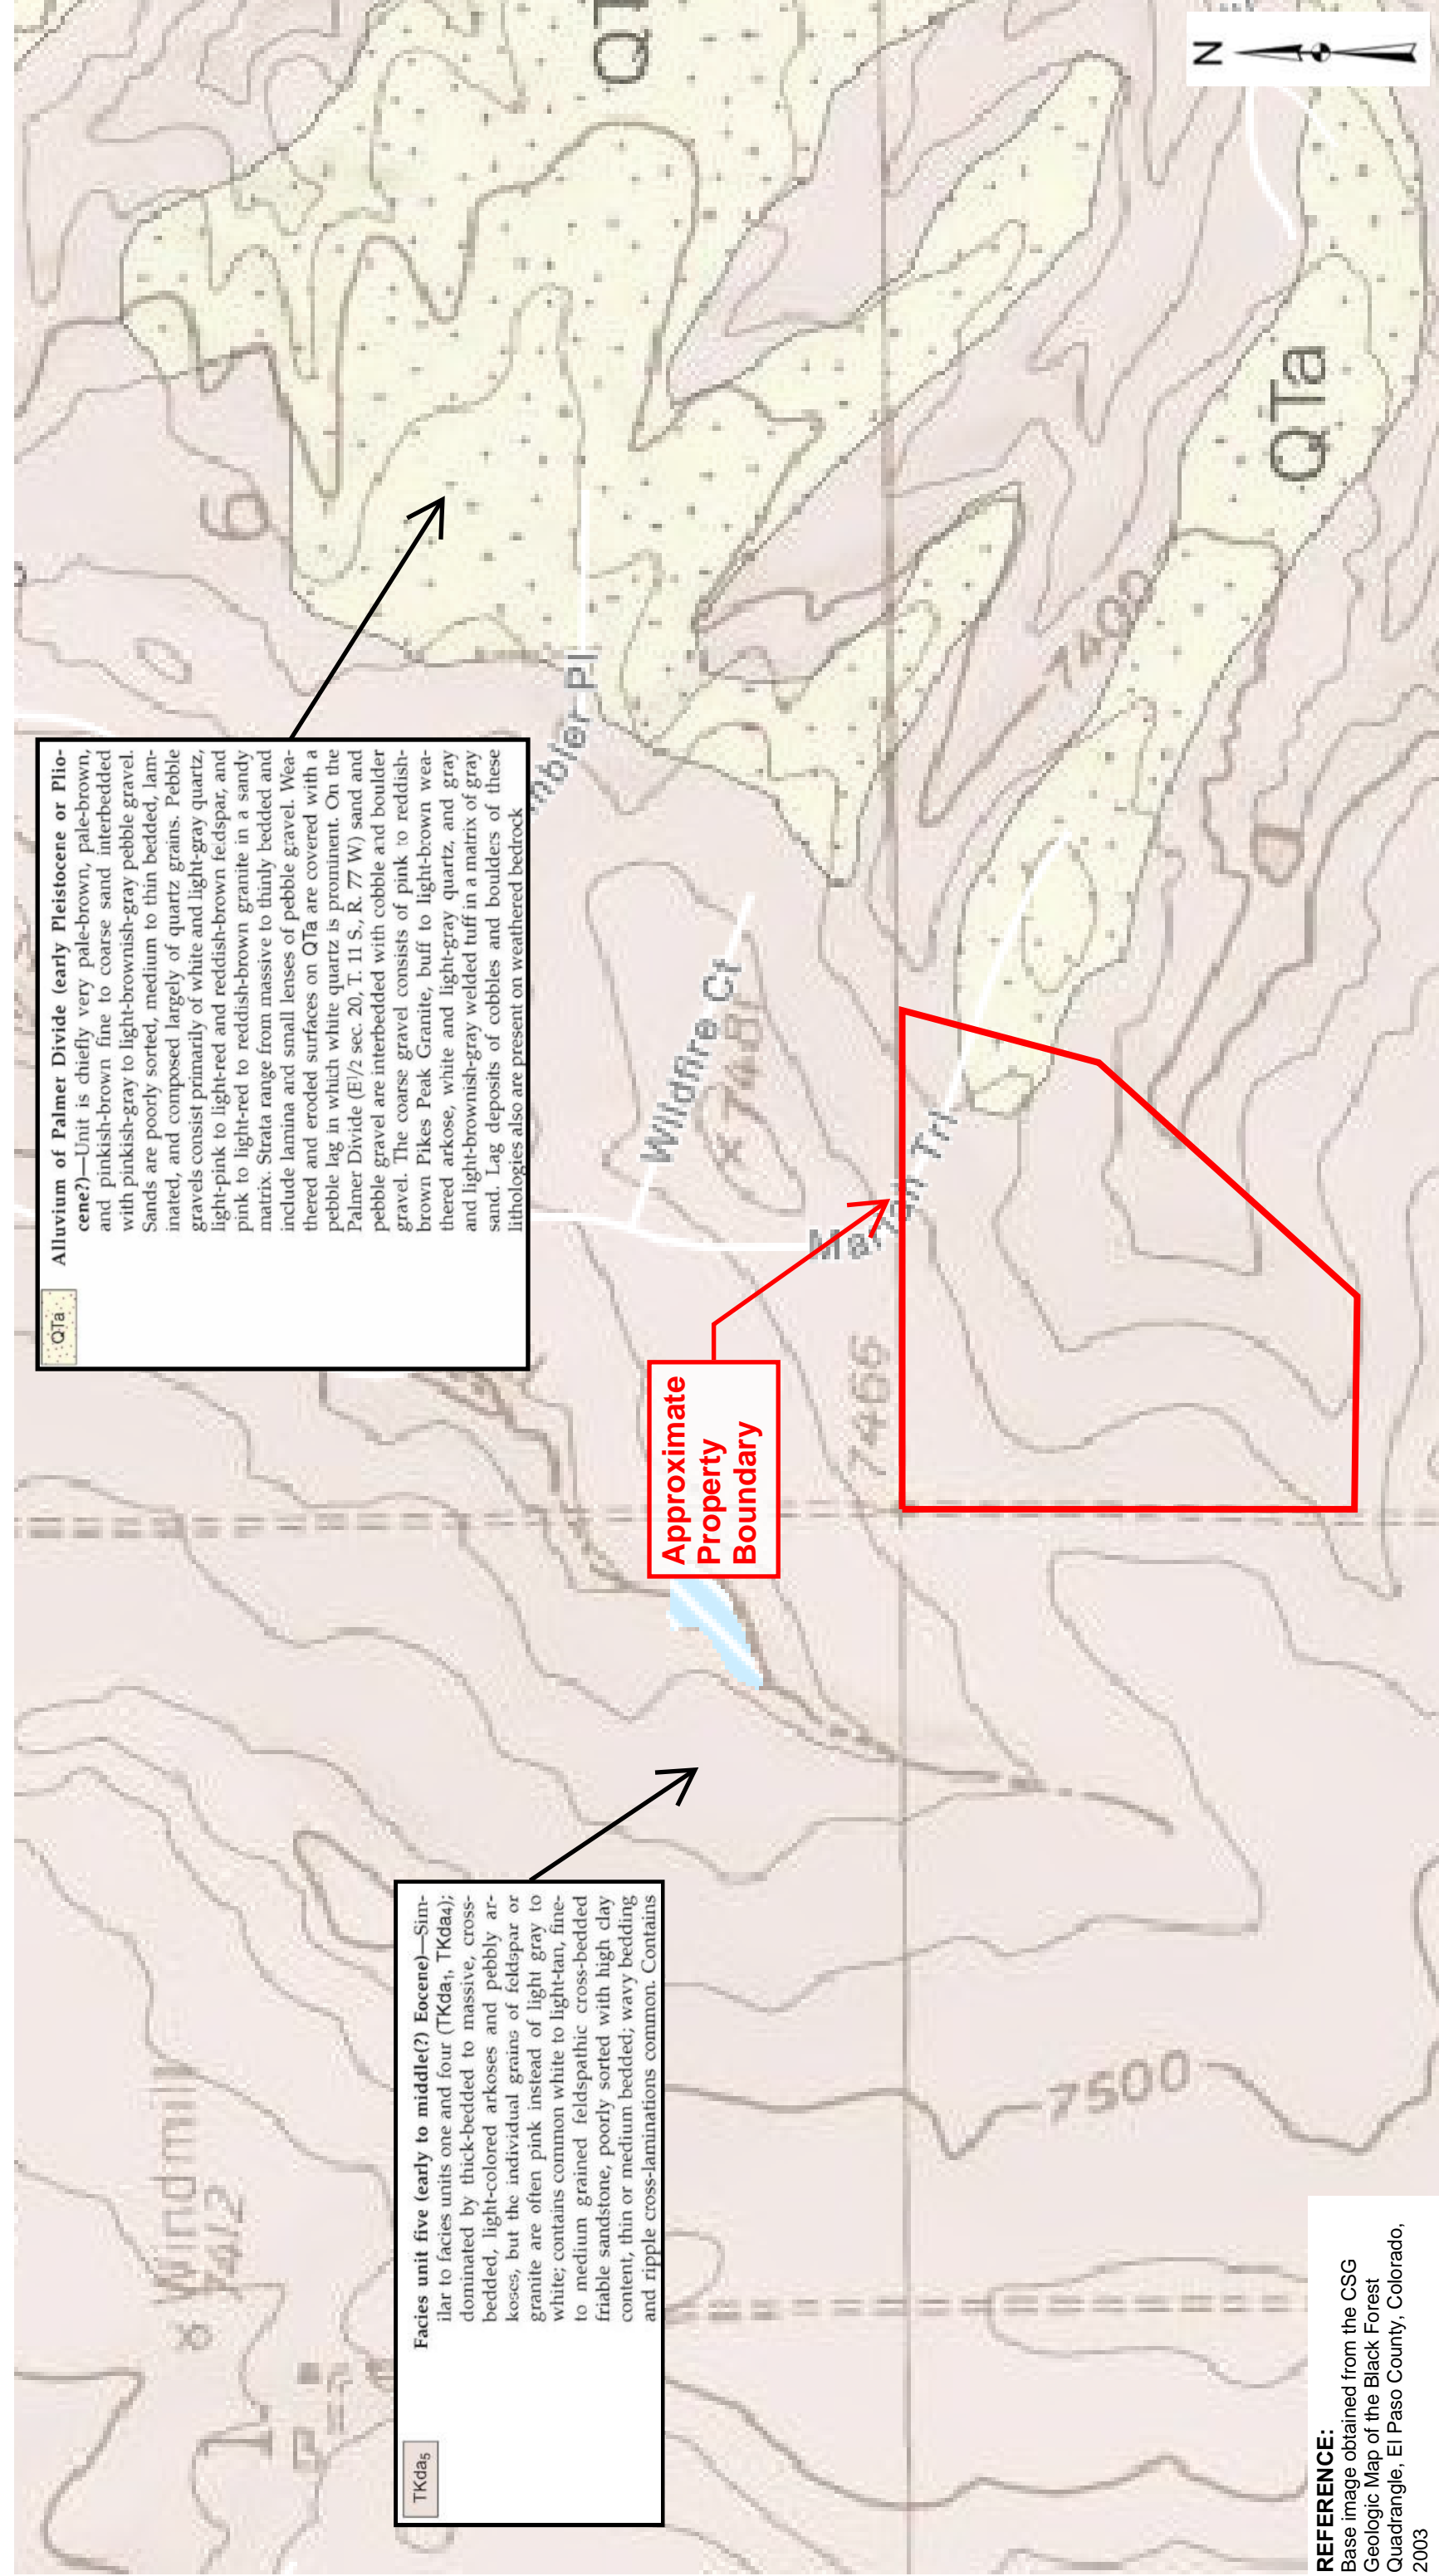 Windmill
7412
8
1
TKda5
Facies unit five (early to middle(?) Eocene)—Sim-
ilar to facies units one and four (TKda1, TKda4);
dominated by thick-bedded to massive, cross-
bedded, light-colored arkoses and pebbly ar-
koses, but the individual grains of feldspar or
granite are often pink instead of light gray to
white; contains common white to light-tan, fine-
to medium grained feldspathic cross-bedded
friable sandstone, poorly sorted with high clay
content, thin or medium bedded; wavy bedding
and ripple cross-laminations common. Contains
QTa
Alluvium of Palmer Divide (early Pleistocene or Plio-
cene?)—Unit is chiefly very pale-brown, pale-brown,
and pinkish-brown fine to coarse sand interbedded
with pinkish-gray to light-brownish-gray pebble gravel.
Sands are poorly sorted, medium to thin bedded, lam-
inated, and composed largely of quartz grains. Pebble
gravels consist primarily of white and light-gray quartz,
light-pink to light-red and reddish-brown feldspar, and
pink to light-red to reddish-brown granite in a sandy
matrix. Strata range from massive to thinly bedded and
include lamina and small lenses of pebble gravel. Wea-
thered and eroded surfaces on QTa are covered with a
pebble lag in which white quartz is prominent. On the
Palmer Divide (E1/2 sec. 20, T. 11 S., R. 77 W) sand and
pebble gravel are interbedded with cobble and boulder
gravel. The coarse gravel consists of pink to reddish-
brown Pikes Peak Granite, buff to light-brown wea-
thered arkose, white and light-gray quartz, and gray
and light-brownish-gray welded tuff in a matrix of gray
sand. Lag deposits of cobbles and boulders of these
lithologies also are present on weathered bedrock
6
QT
mbler Pl
Approximate
Property
Boundary
Wildfire Ct
x 748
7466
Trl
7400
7500
QTa
N
REFERENCE:
Base image obtained from the CSG
Geologic Map of the Black Forest
Quadrangle, El Paso County, Colorado,
2003